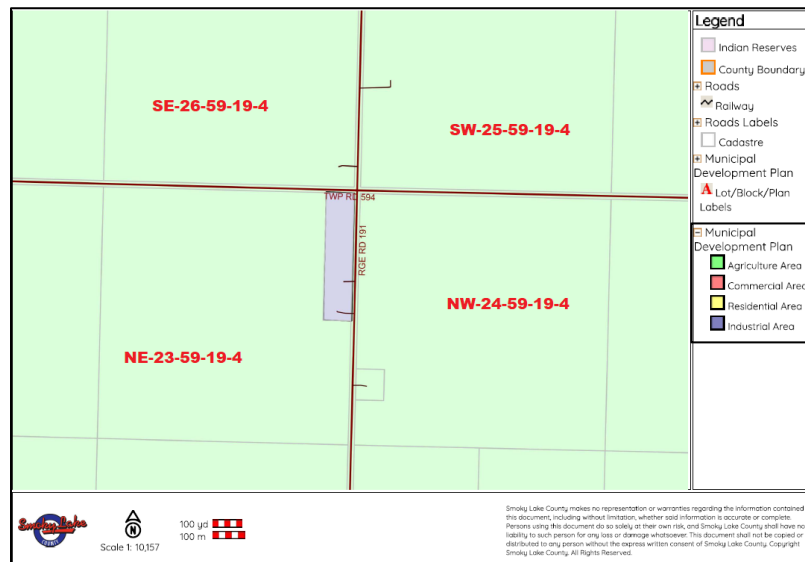 SE-26-59-19-4
SW-25-59-19-4
TWP RD 594
RGE RD 191
NW-24-59-19-4
NE-23-59-19-4
Legend
Indian Reserves
County Boundary
Roads
Railway
Roads Labels
Cadastre
Municipal
Development Plan
A Lot/Block/Plan
Labels
Municipal
Development Plan
Agriculture Area
Commercial Area
Residential Area
Industrial Area
Smoky Lake
COUNTY
N
Scale 1: 10,157
100 yd
100 m
Smoky Lake County makes no representation or warranties regarding the information contained in
this document, including without limitation, whether said information is accurate or complete.
Persons using this document do so solely at their own risk, and Smoky Lake County shall have no
liability to such person for any loss or damage whatsoever. This document shall not be copied or
distributed to any person without the express written consent of Smoky Lake County. Copyright
Smoky Lake County. All Rights Reserved.